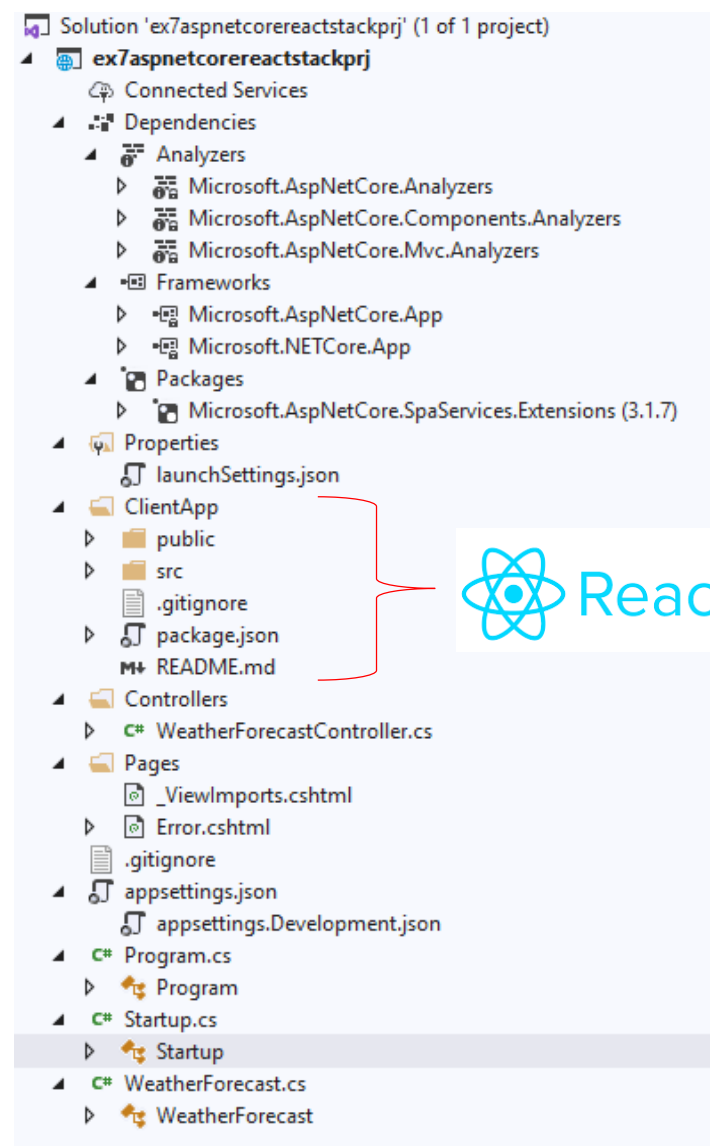 Solution 'ex7aspnetcorereactstackprj' (1 of 1 project)
ex7aspnetcorereactstackprj
Connected Services
Dependencies
Analyzers
Microsoft.AspNetCore.Analyzers
Microsoft.AspNetCore.Components.Analyzers
Microsoft.AspNetCore.Mvc.Analyzers
Frameworks
Microsoft.AspNetCore.App
Microsoft.NETCore.App
Packages
Microsoft.AspNetCore.SpaServices.Extensions (3.1.7)
Properties
launchSettings.json
ClientApp
public
src
.gitignore
Reac
package.json
README.md
Controllers
C# WeatherForecastController.cs
Pages
_ViewImports.cshtml
Error.cshtml
.gitignore
appsettings.json
appsettings.Development.json
C# Program.cs
Program
C# Startup.cs
Startup
C# WeatherForecast.cs
WeatherForecast